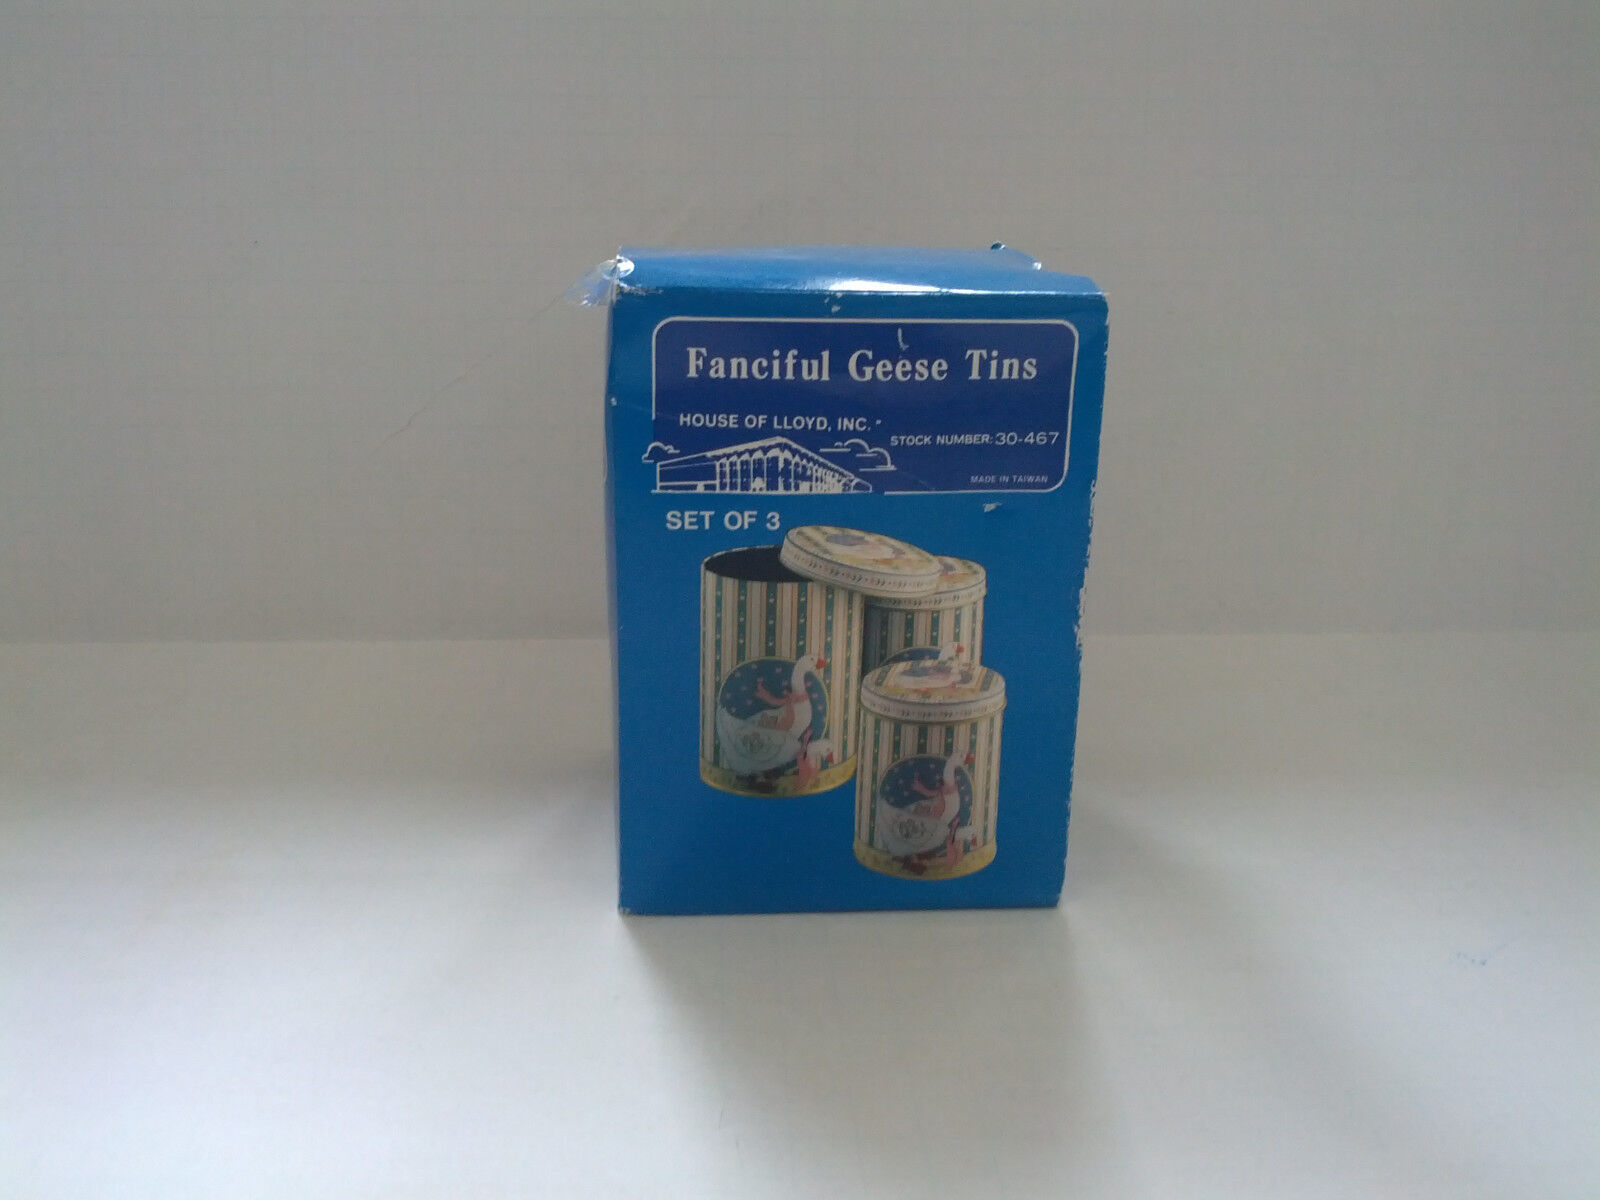 Fanciful Geese Tins
HOUSE OF LLOYD, INC.
STOCK NUMBER: 30-467
MADE IN TAIWAN
SET OF 3